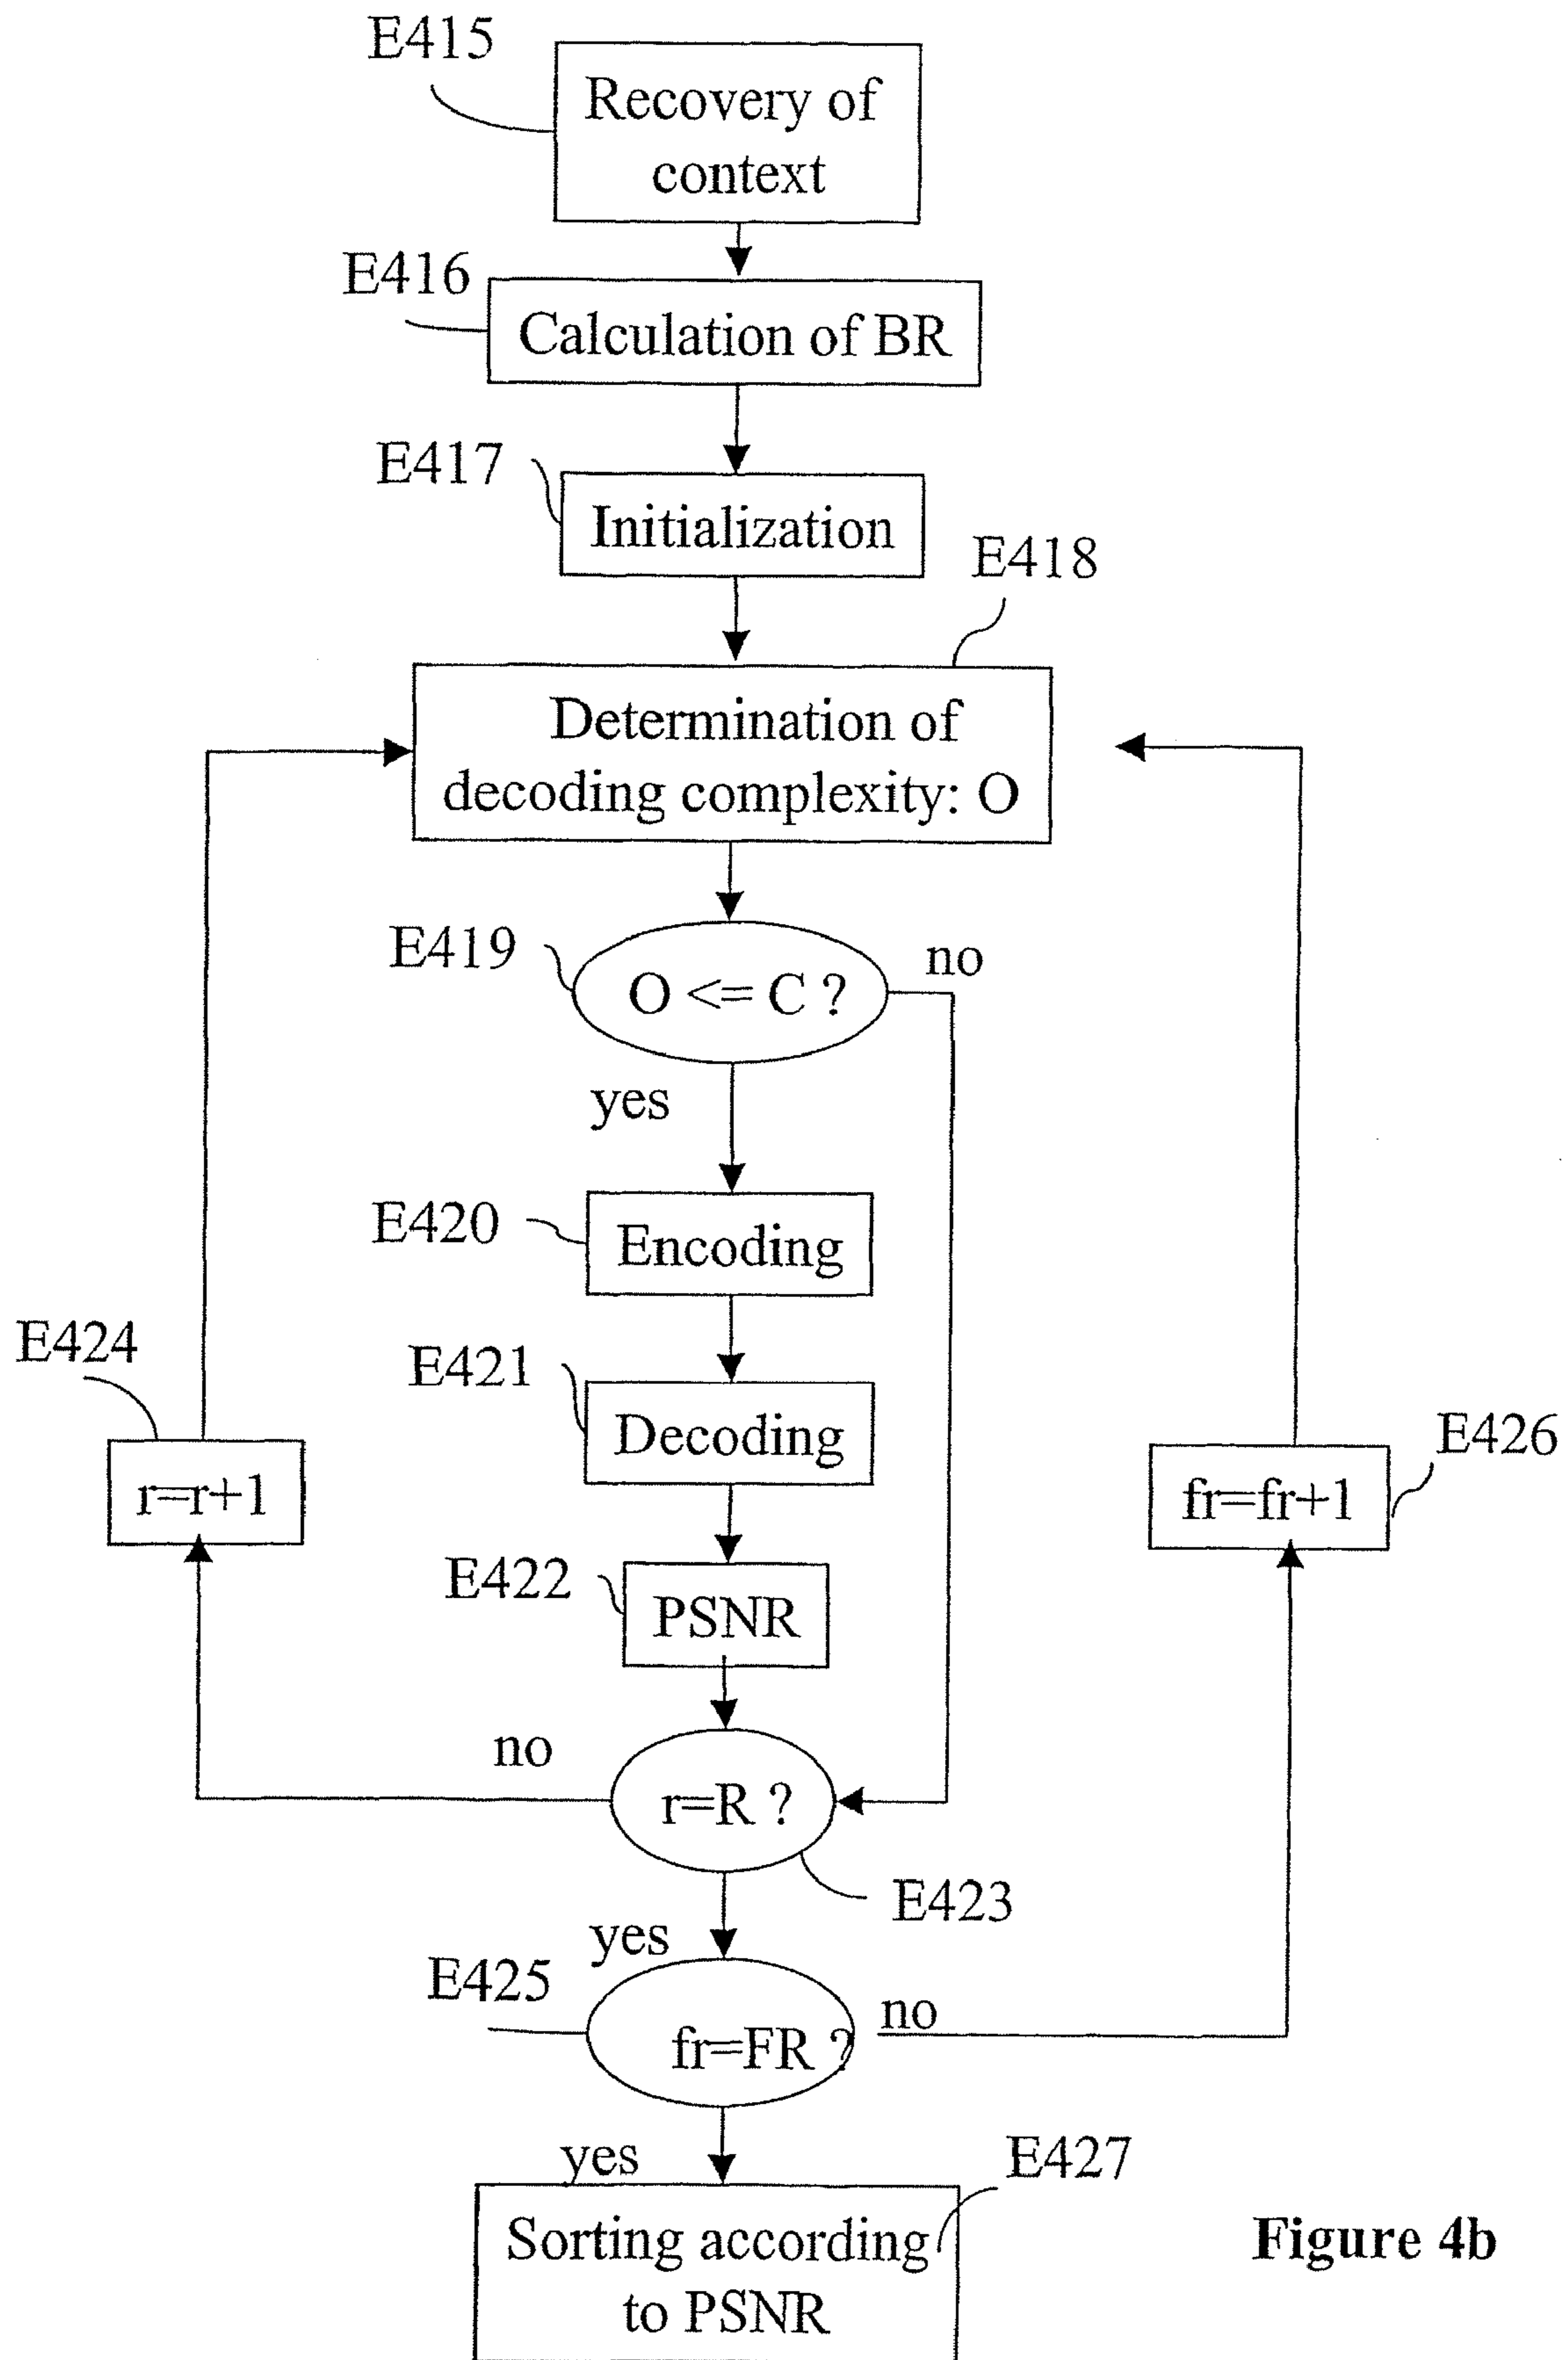 E415
Recovery of
context
E416
Calculation of BR
E417
Initialization
E418
Determination of
decoding complexity: O
E419
O <= C ?
no
yes
E420
Encoding
E424
E421
Decoding
E426
r=r+1
fr=fr+1
E422
PSNR
no
r=R ?
E423
yes
E425
fr=FR ?
no
yes
E427
Sorting according
to PSNR
Figure 4b